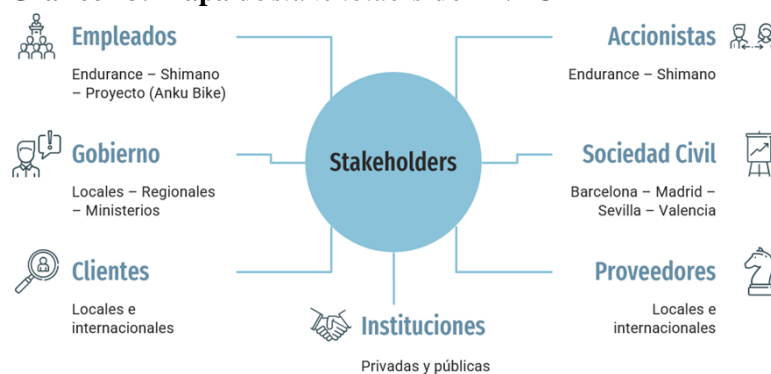 Empleados
Endurance – Shimano
– Proyecto (Anku Bike)
Gobierno
Locales – Regionales
– Ministerios
Clientes
Locales e
internacionales
Stakeholders
Instituciones
Privadas y públicas
Accionistas
Endurance – Shimano
Sociedad Civil
Barcelona – Madrid –
Sevilla – Valencia
Proveedores
Locales e
internacionales